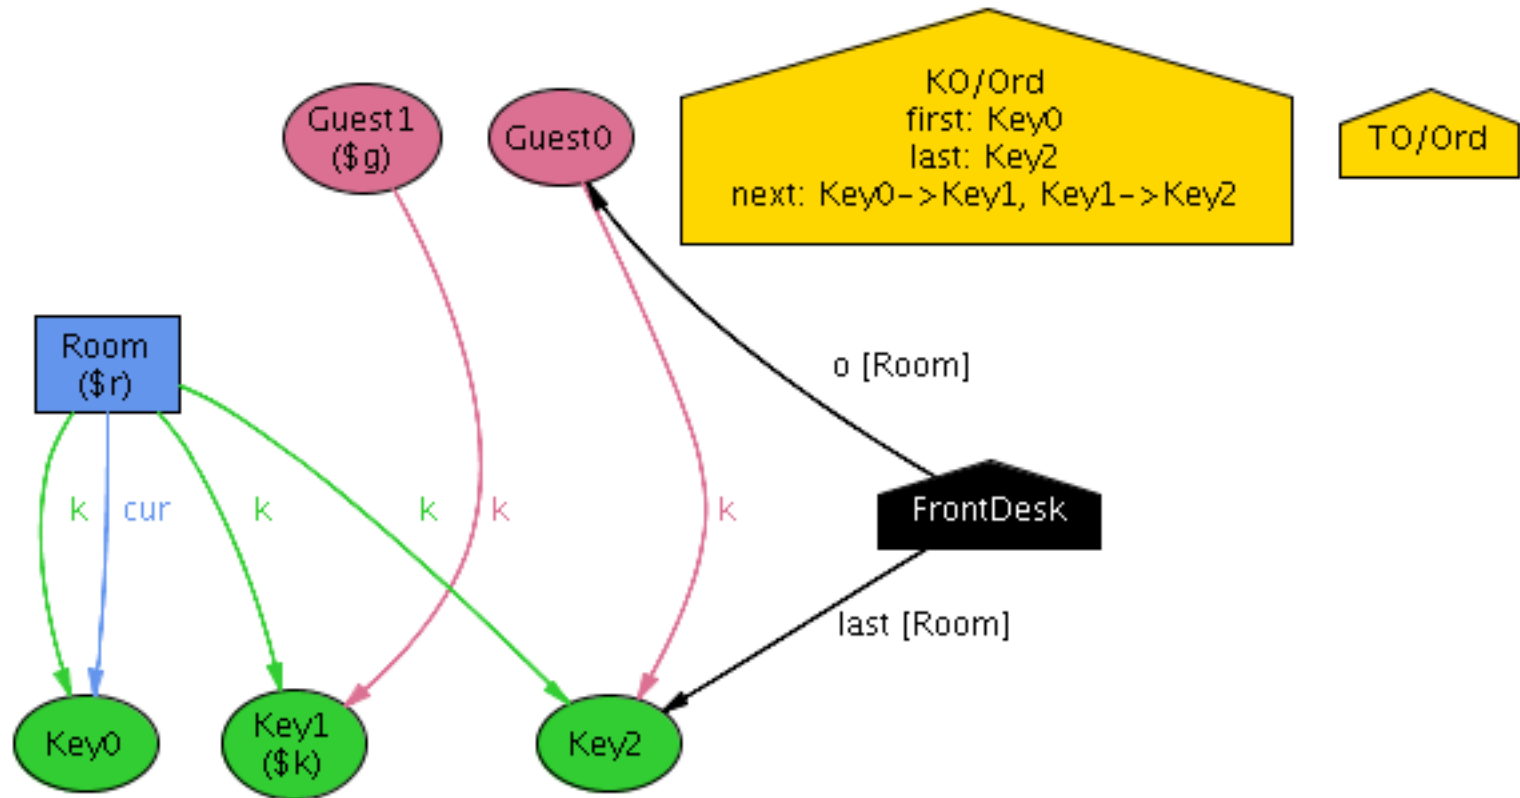 Guest1
($g)
Guest0
KO/Ord
first: Key0
last: Key2
next: Key0->Key1, Key1->Key2
TO/Ord
Room
($r)
o [Room]
k
cur
k
k
k
k
FrontDesk
last [Room]
Key0
Key1
($k)
Key2